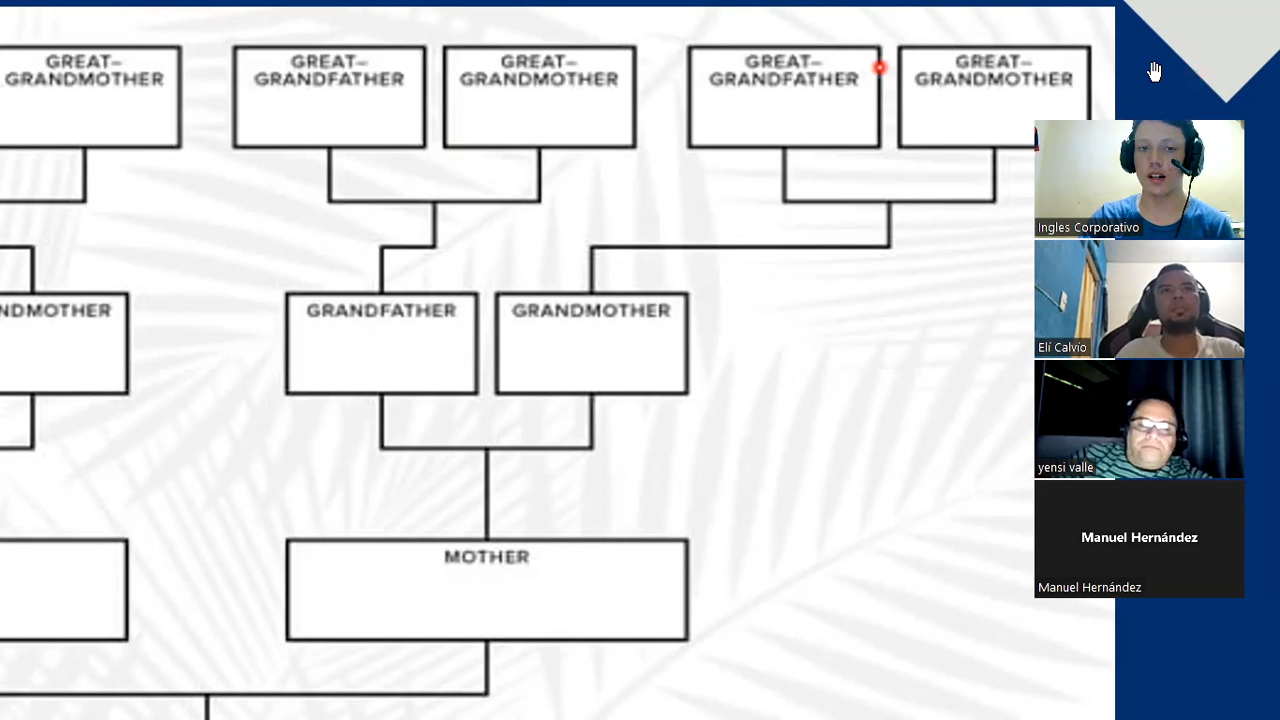 GREAT–
GRANDMOTHER
GREAT–
GRANDFATHER
GREAT–
GRANDMOTHER
GREAT–
GRANDFATHER
GREAT–
GRANDMOTHER
Ingles Corporativo
NDMOTHER
GRANDFATHER
GRANDMOTHER
Elí Calvío
yensi valle
MOTHER
Manuel Hernández
Manuel Hernández